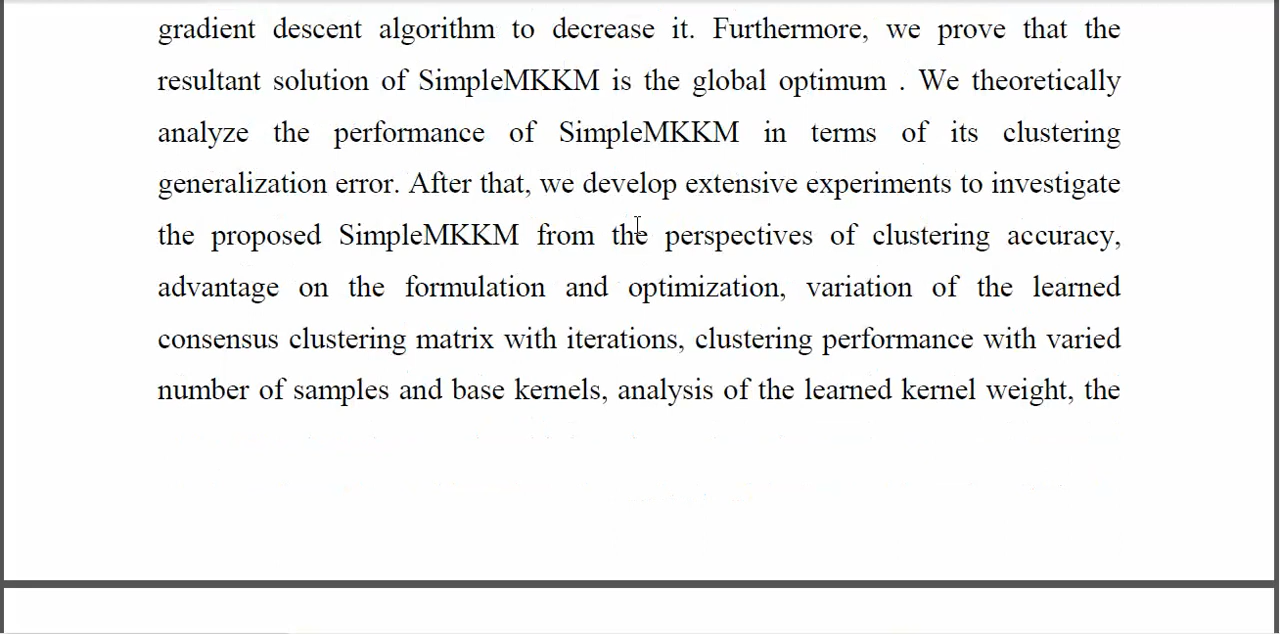 gradient descent algorithm to decrease it. Furthermore, we prove that the
resultant solution of SimpleMKKM is the global optimum . We theoretically
analyze the performance of SimpleMKKM in terms of its clustering
generalization error. After that, we develop extensive experiments to investigate
the proposed SimpleMKKM from the perspectives of clustering accuracy,
advantage on the formulation and optimization, variation of the learned
consensus clustering matrix with iterations, clustering performance with varied
number of samples and base kernels, analysis of the learned kernel weight, the